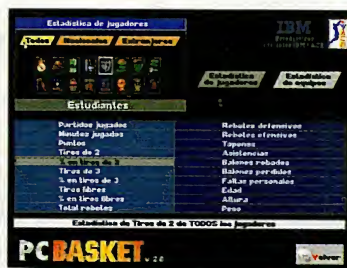 Estadística de jugadores
IBM
Todos
Nacionales
Extranjeros
Estadística
de jugadores
Estadística
de equipos
Estudiantes
Partidos jugados
Minutos jugados
Puntos
Tiros de 2
% en tiros de 2
Tiros de 3
% en tiros de 3
Tiros libres
% en tiros libres
Total rebotes
Rebotes defensivos
Rebotes ofensivos
Tapones
Asistencias
Balones robados
Balones perdidos
Faltas personales
Edad
Altura
Peso
Estadística de Tiros de 2 de TODOS los jugadores
PC BASKET v 2.0
Volver